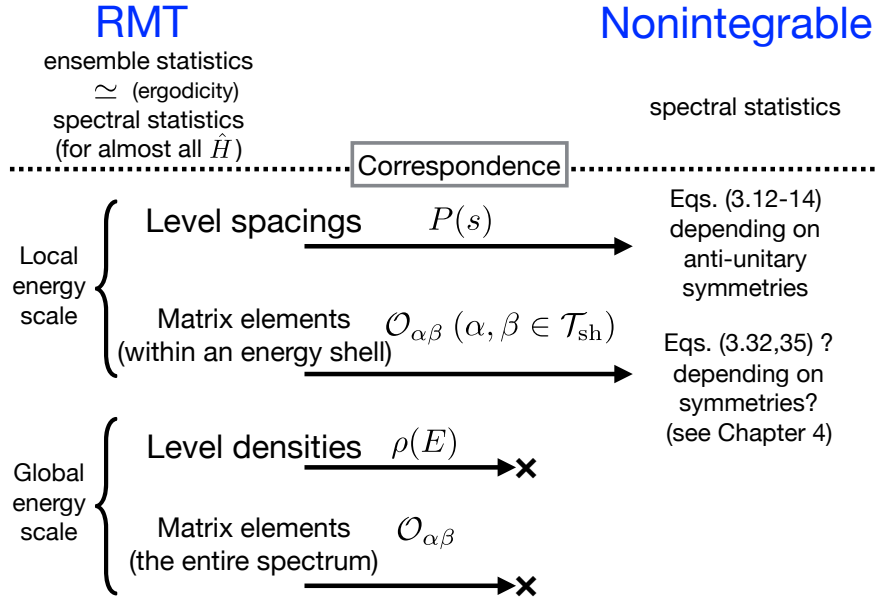 RMT
ensemble statistics
≃ (ergodicity)
spectral statistics
(for almost all Ĥ)
Nonintegrable
spectral statistics
Correspondence
Local
energy
scale
Level spacings P(s)
Eqs. (3.12-14)
depending on
anti-unitary
symmetries
Matrix elements
(within an energy shell)
𝒪αβ (α, β ∈ 𝒯sh)
Eqs. (3.32,35) ?
depending on
symmetries?
(see Chapter 4)
Global
energy
scale
Level densities ρ(E)
Matrix elements
(the entire spectrum)
𝒪αβ